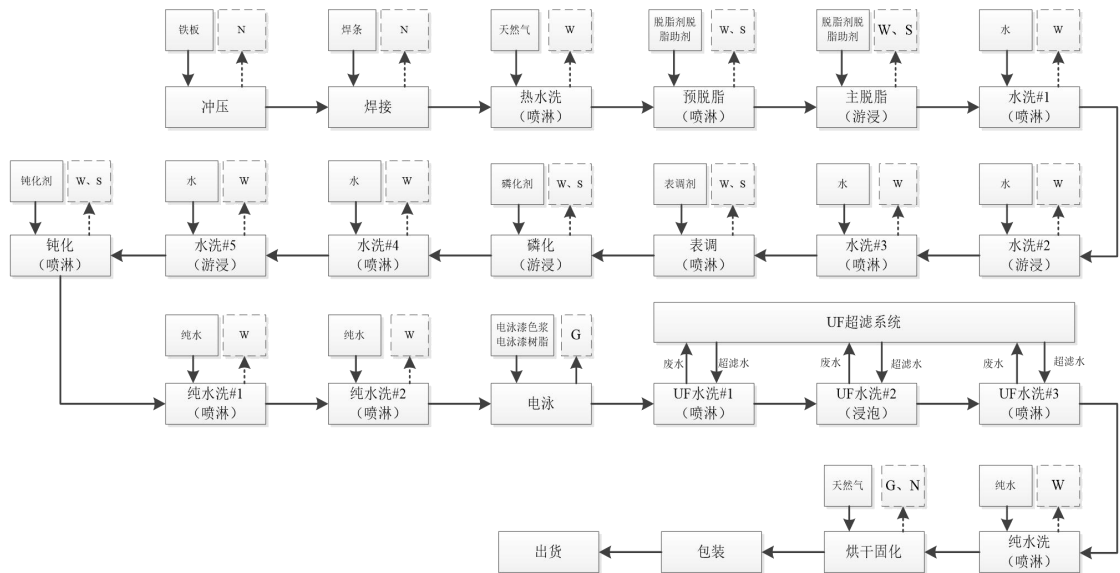 铁板
N
焊条
N
天然气
W
脱脂剂脱
脂助剂
W、S
脱脂剂脱
脂助剂
W、S
水
W
冲压
焊接
热水洗
(喷淋)
预脱脂
(喷淋)
主脱脂
(游浸)
水洗#1
(喷淋)
钝化剂
W、S
水
W
水
W
磷化剂
W、S
表调剂
W、S
水
W
水
W
钝化
(喷淋)
水洗#5
(游浸)
水洗#4
(喷淋)
磷化
(游浸)
表调
(喷淋)
水洗#3
(喷淋)
水洗#2
(游浸)
纯水
W
纯水
W
电泳漆色浆
电泳漆树脂
G
UF超滤系统
废水
超滤水
废水
超滤水
废水
超滤水
纯水洗#1
(喷淋)
纯水洗#2
(喷淋)
电泳
UF水洗#1
(喷淋)
UF水洗#2
(浸泡)
UF水洗#3
(喷淋)
天然气
G、N
纯水
W
出货
包装
烘干固化
纯水洗
(喷淋)